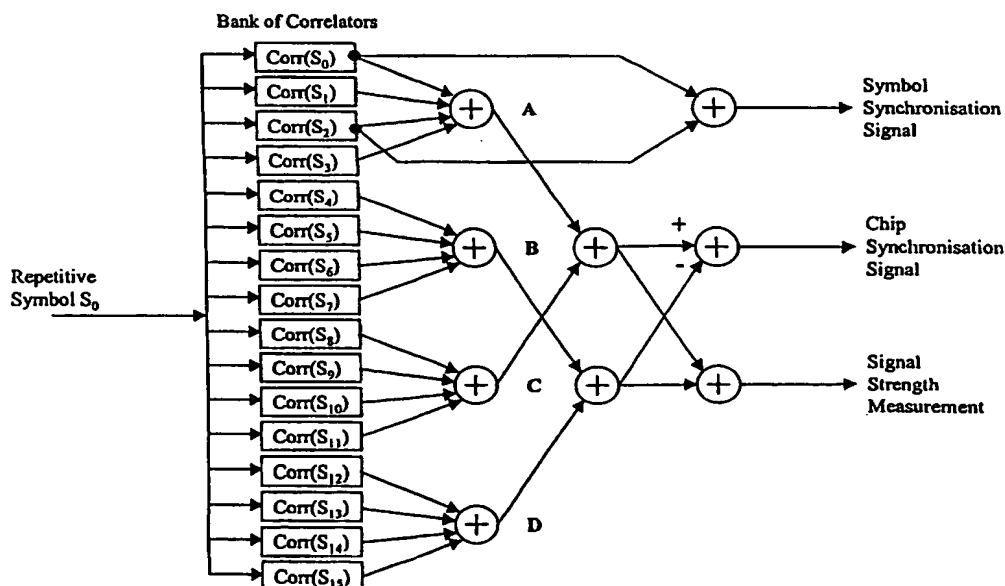 Bank of Correlators
Corr(S₀)
Corr(S₁)
Corr(S₂)
Corr(S₃)
Corr(S₄)
Corr(S₅)
Corr(S₆)
Corr(S₇)
Corr(S₈)
Corr(S₉)
Corr(S₁₀)
Corr(S₁₁)
Corr(S₁₂)
Corr(S₁₃)
Corr(S₁₄)
Corr(S₁₅)
Repetitive
Symbol S₀
+
A
+
Symbol
Synchronisation
Signal
+
B
+
+
-
+
Chip
Synchronisation
Signal
+
C
+
+
Signal
Strength
Measurement
+
D